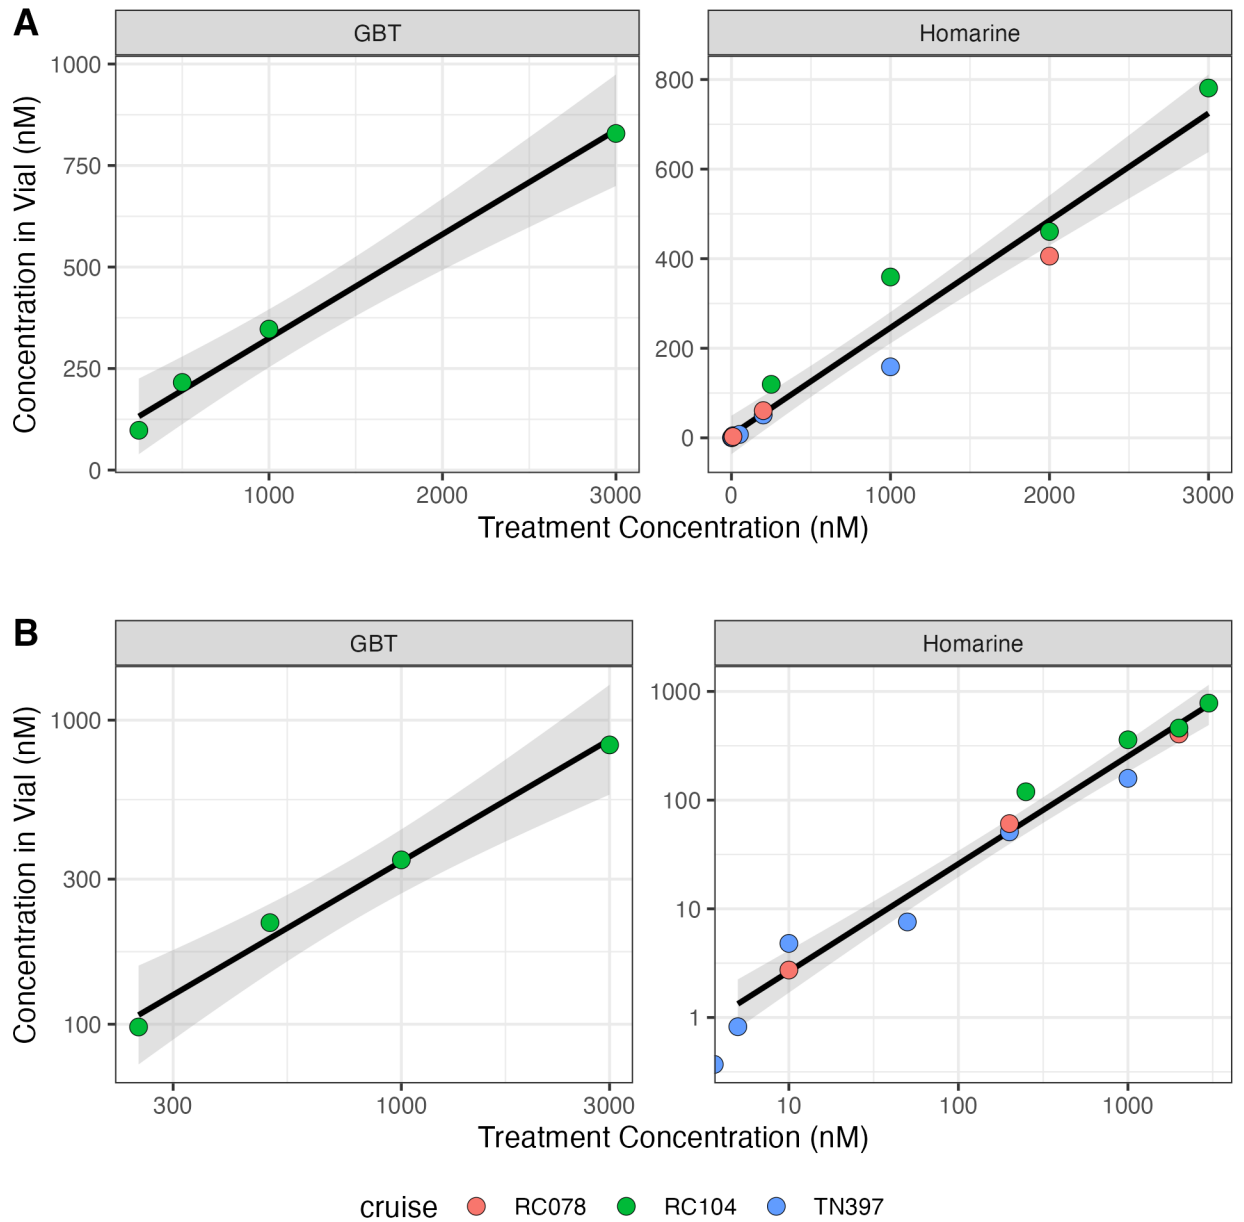 A
GBT
Homarine
Concentration in Vial (nM)
1000
750
500
250
0
800
600
400
200
0
1000
2000
3000
0
1000
2000
3000
Treatment Concentration (nM)
B
GBT
Homarine
Concentration in Vial (nM)
1000
300
100
1000
100
10
1
300
1000
3000
10
100
1000
Treatment Concentration (nM)
cruise RC078 RC104 TN397